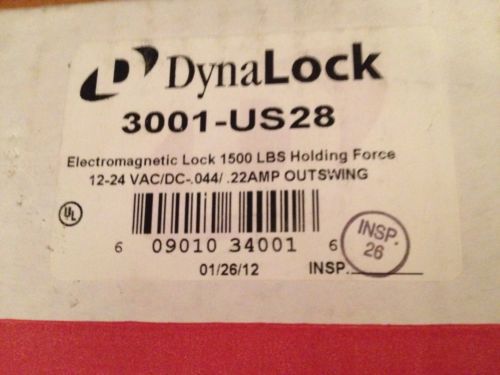 DynaLock
3001-US28
Electromagnetic Lock 1500 LBS Holding Force
12-24 VAC/DC-.044/ .22AMP OUTSWING
UL
6 09010 34001 6
INSP.
26
01/26/12 INSP.